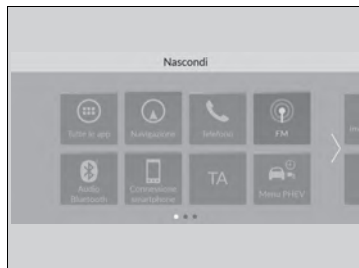 Nascondi
Tutte le app Navigazione Telefono FM
Audio Bluetooth Connessione smartphone TA Menu PHEV